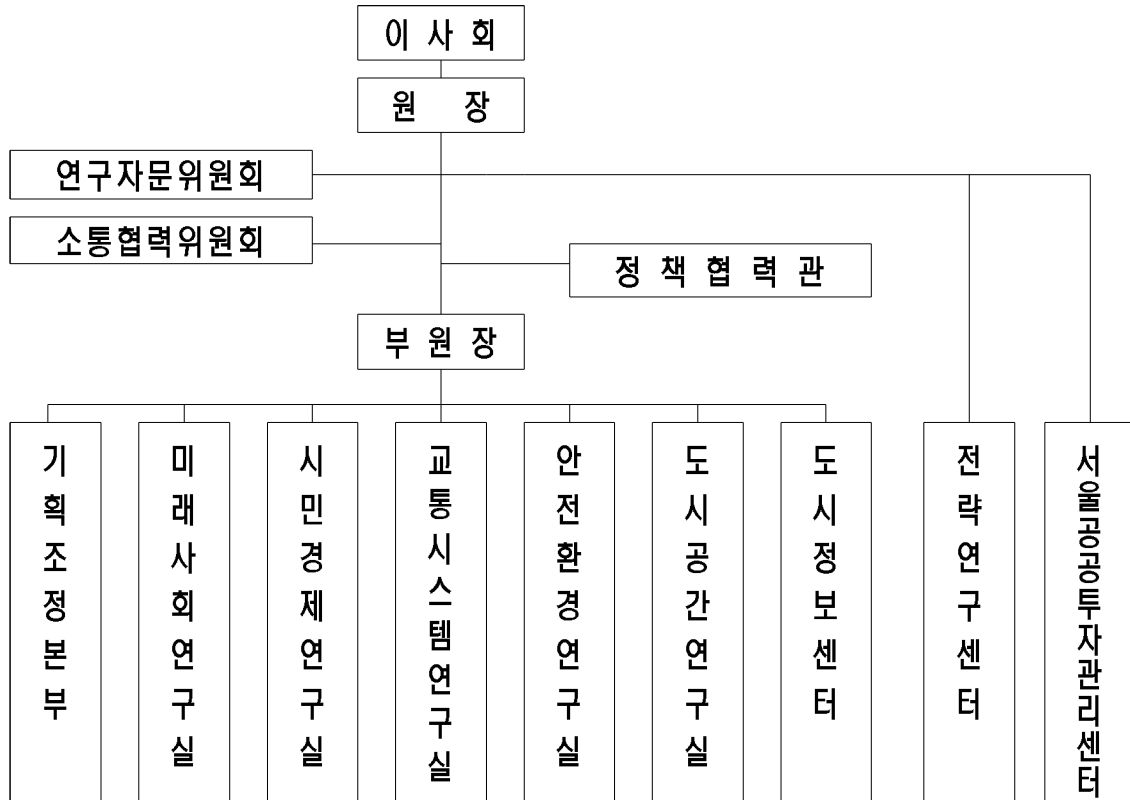 이 사 회
원 장
연구자문위원회
소통협력위원회
정 책 협 력 관
부 원 장
기획조정본부
미래사회연구실
시민경제연구실
교통시스템연구실
안전환경연구실
도시공간연구실
도시정보센터
전략연구센터
서울공공투자관리센터